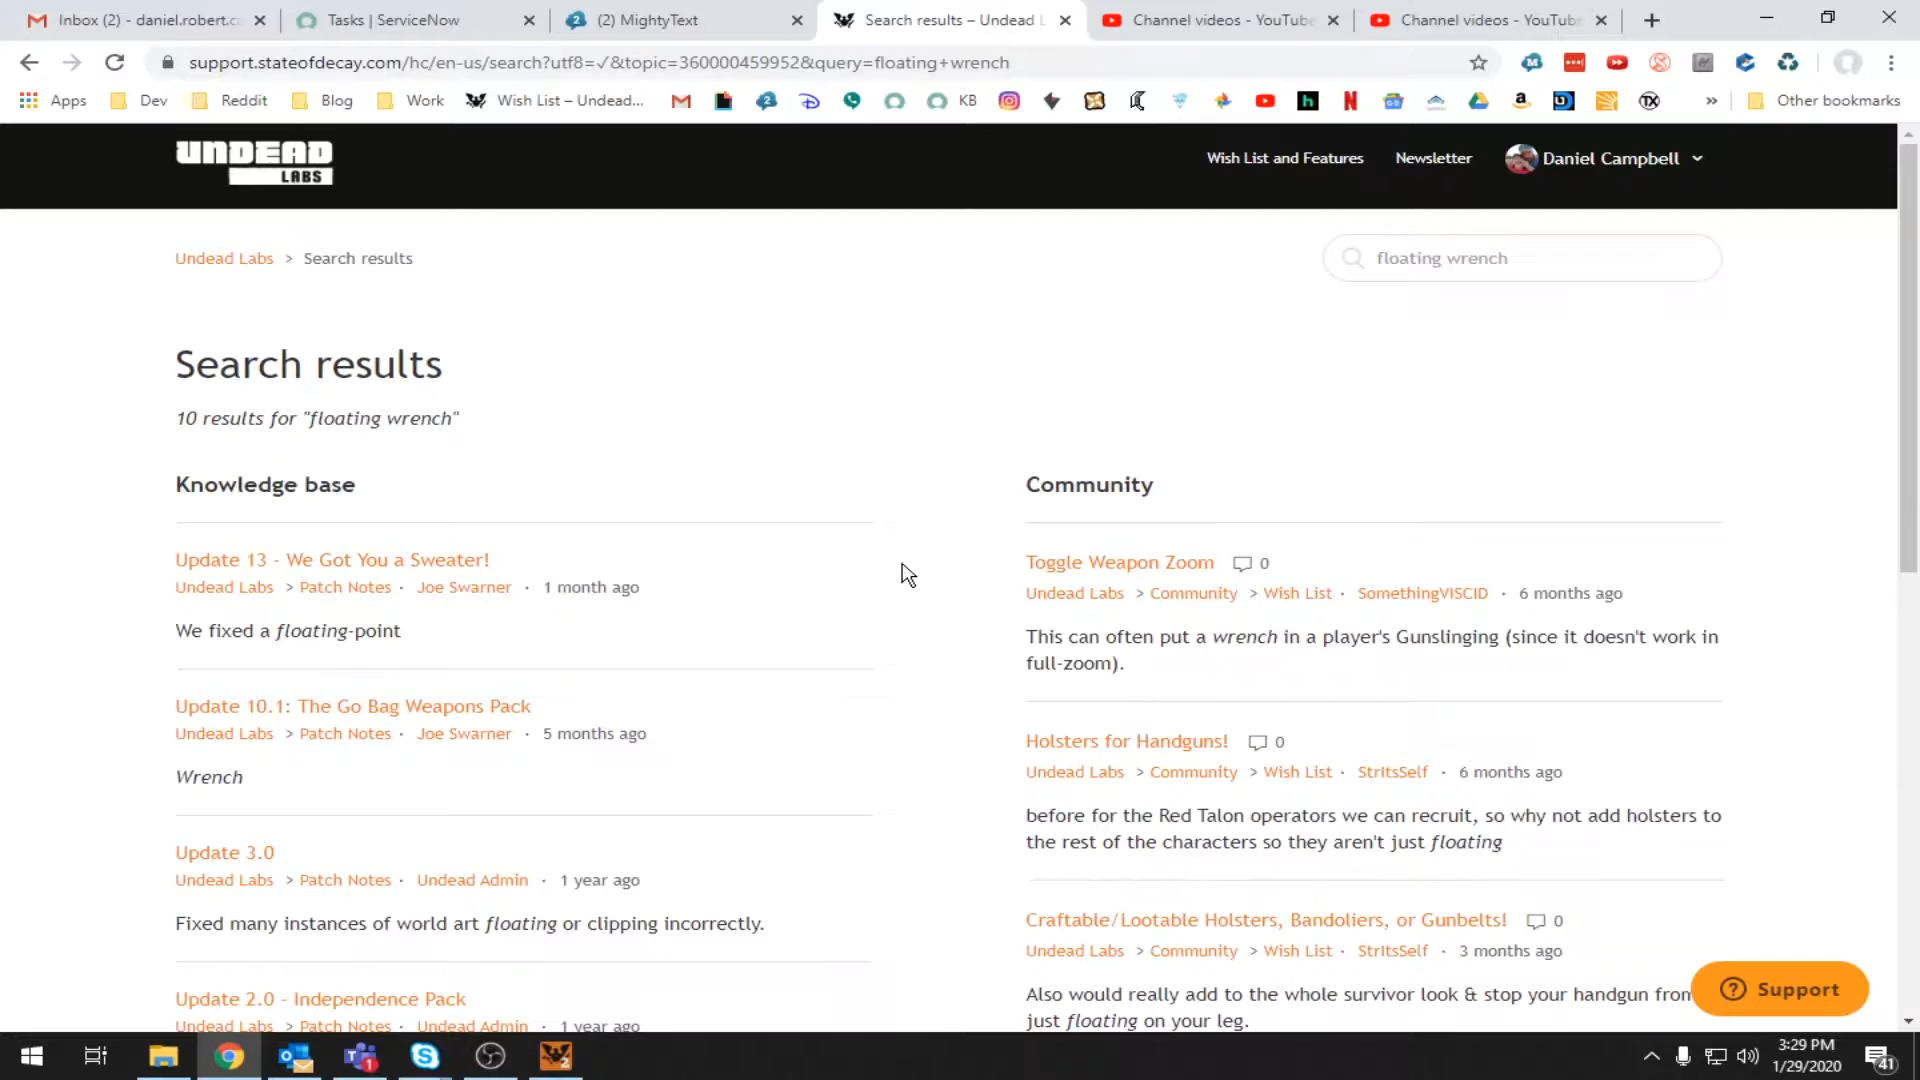 Inbox (2) - daniel.robert.c
Tasks | ServiceNow
(2) MightyText
Search results – Undead L
Channel videos - YouTube
Channel videos - YouTub
support.stateofdecay.com/hc/en-us/search?utf8=✓&topic=360000459952&query=floating+wrench
Apps
Dev
Reddit
Blog
Work
Wish List – Undead...
KB
» Other bookmarks
UNDEAD
LABS
Wish List and Features
Newsletter
Daniel Campbell
Undead Labs > Search results
floating wrench
Search results
10 results for "floating wrench"
Knowledge base
Update 13 - We Got You a Sweater!
Undead Labs > Patch Notes · Joe Swarner · 1 month ago
We fixed a floating-point
Update 10.1: The Go Bag Weapons Pack
Undead Labs > Patch Notes · Joe Swarner · 5 months ago
Wrench
Update 3.0
Undead Labs > Patch Notes · Undead Admin · 1 year ago
Fixed many instances of world art floating or clipping incorrectly.
Update 2.0 - Independence Pack
Undead Labs > Patch Notes · Undead Admin · 1 year ago
Community
Toggle Weapon Zoom 0
Undead Labs > Community > Wish List · SomethingVISCID · 6 months ago
This can often put a wrench in a player's Gunslinging (since it doesn't work in
full-zoom).
Holsters for Handguns! 0
Undead Labs > Community > Wish List · StrItsSelf · 6 months ago
before for the Red Talon operators we can recruit, so why not add holsters to
the rest of the characters so they aren't just floating
Craftable/Lootable Holsters, Bandoliers, or Gunbelts! 0
Undead Labs > Community > Wish List · StrItsSelf · 3 months ago
Also would really add to the whole survivor look & stop your handgun from
just floating on your leg.
Support
3:29 PM
1/29/2020
41